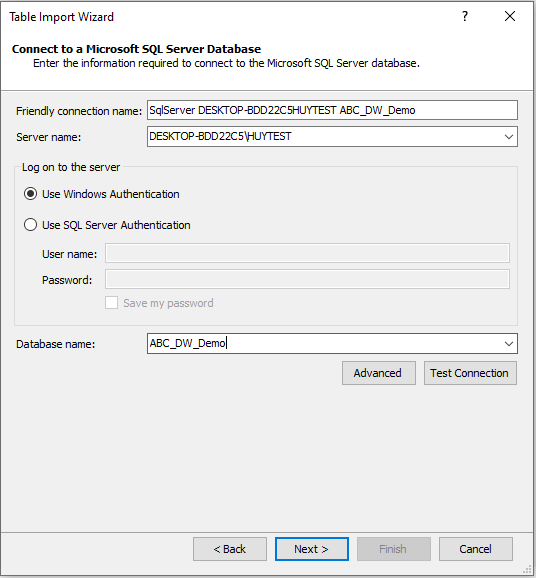 Table Import Wizard
?
Connect to a Microsoft SQL Server Database
Enter the information required to connect to the Microsoft SQL Server database.
Friendly connection name: SqlServer DESKTOP-BDD22C5HUYTEST ABC_DW_Demo
Server name: DESKTOP-BDD22C5\HUYTEST
Log on to the server
Use Windows Authentication
Use SQL Server Authentication
User name:
Password:
Save my password
Database name: ABC_DW_Demo
Advanced Test Connection
< Back Next > Finish Cancel